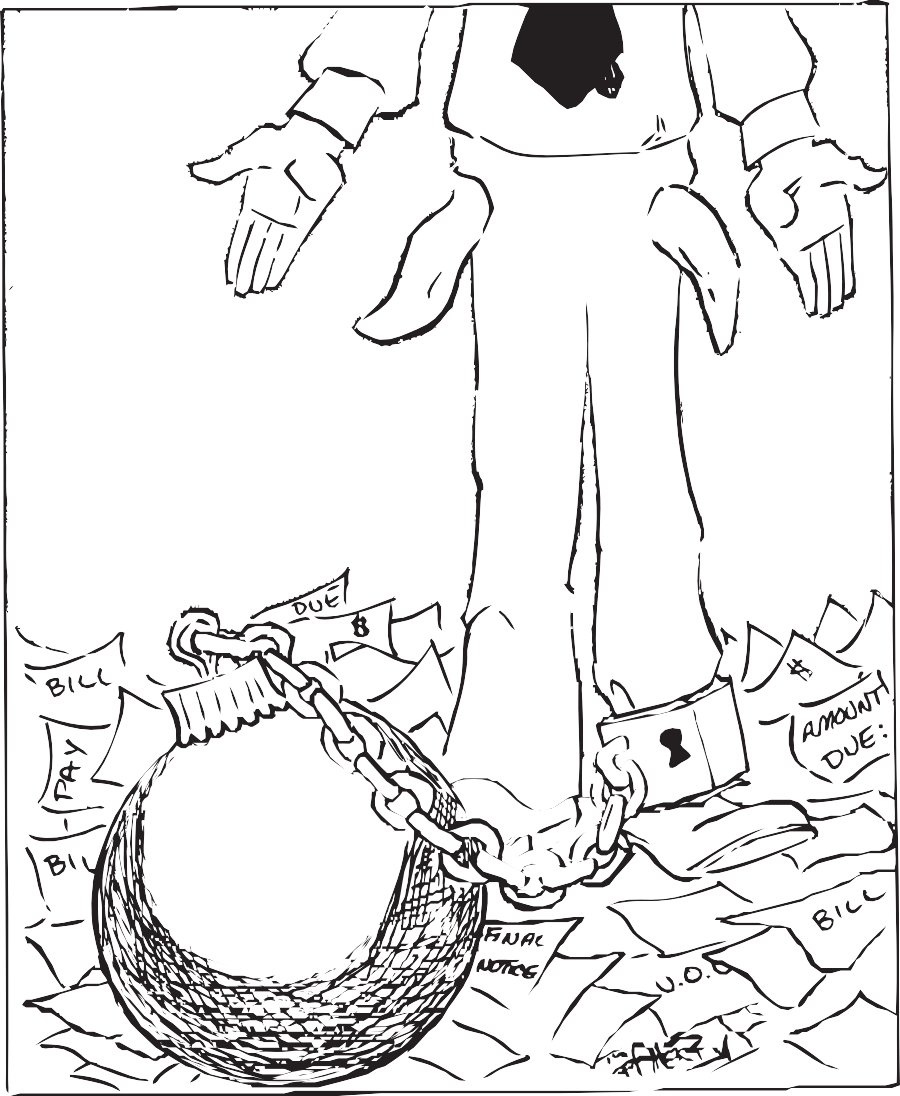 DUE
$
BILL
$
PAY
AMOUNT
DUE:
BIL
BILL
FINAL
NOTICE
U.O.U